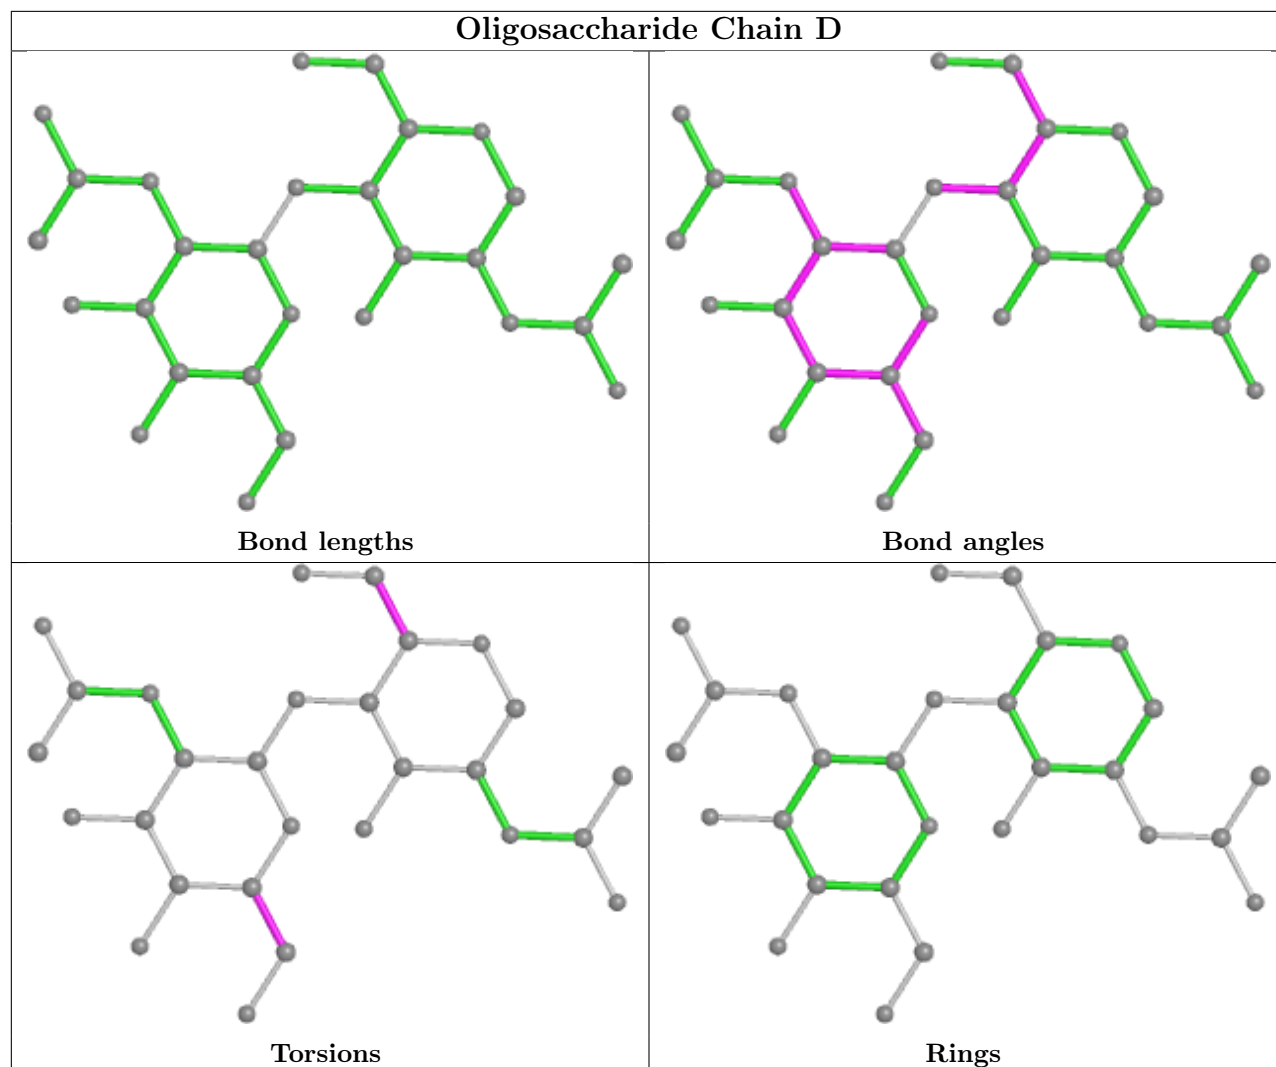 Oligosaccharide Chain D
Bond lengths
Bond angles
Torsions
Rings